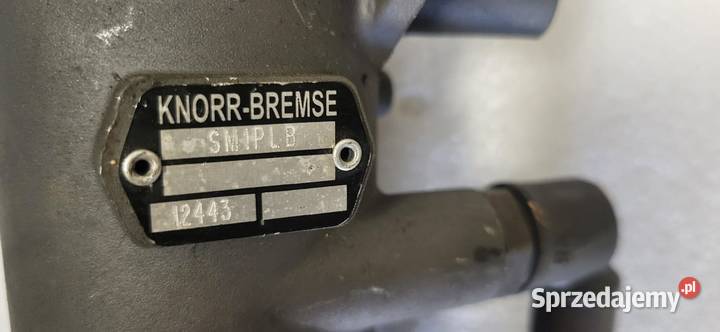 KNORR-BREMSE
SM1PLB
12443
Sprzedajemy.pl